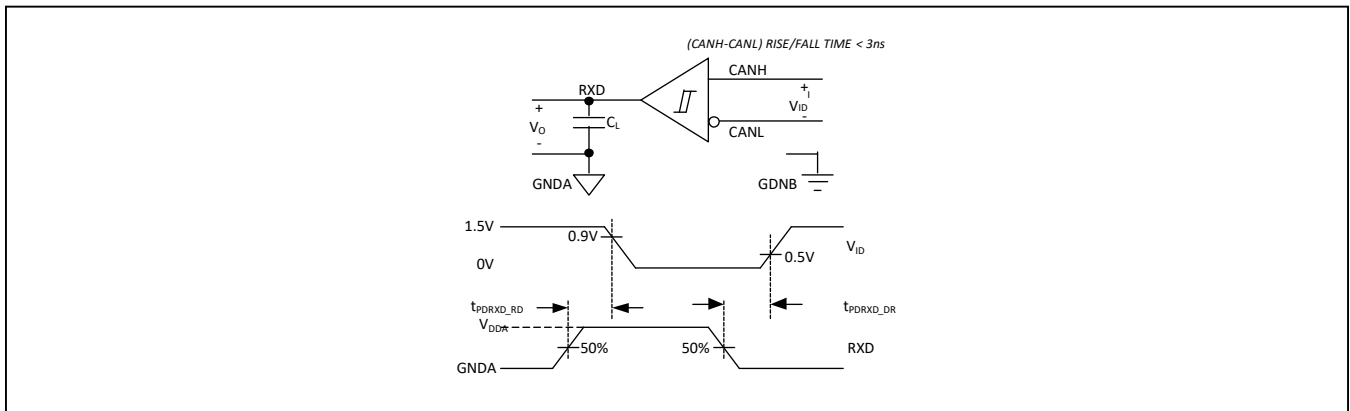 (CANH-CANL) RISE/FALL TIME < 3ns
CANH
RXD
+
+I
VO
CL
VID
-
-
CANL
GNDA
GDNB
1.5V
0.9V
VID
0.5V
0V
tPDRXD_RD
tPDRXD_DR
VDDA
50%
50%
RXD
GNDA